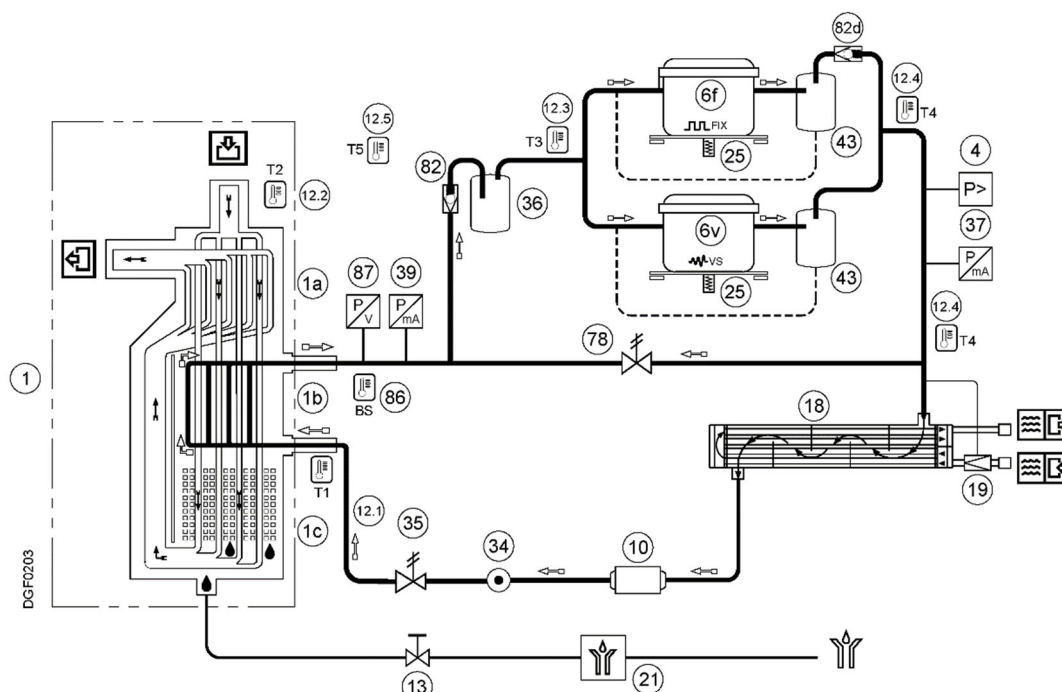 82d
6f
FIX
12.4
T4
12.3
T3
12.5
T5
25
43
4
P>
82
36
T2
12.2
6v
VS
37
P
mA
87
39
P
V
P
mA
25
43
1a
12.4
T4
78
1
BS
86
1b
18
T1
19
12.1
35
34
10
1c
DGF0203
13
21